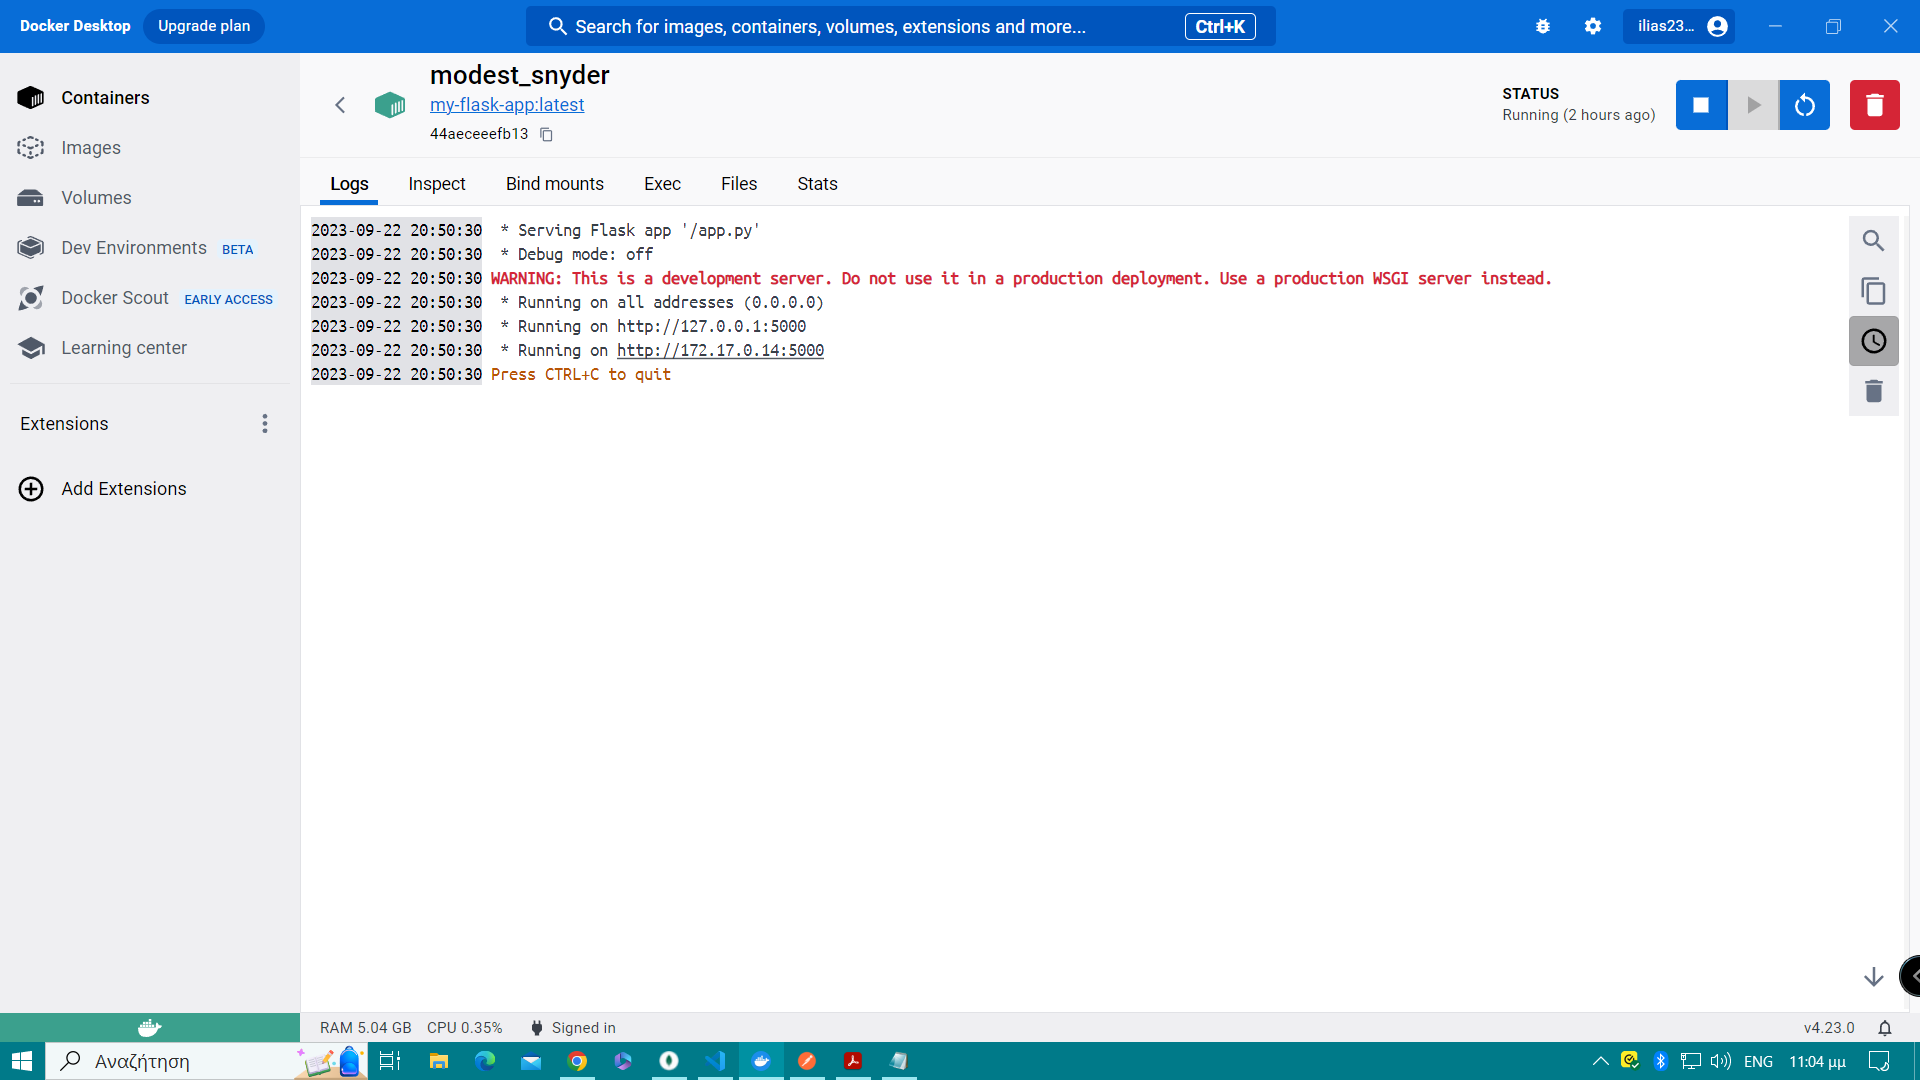 Docker Desktop
Upgrade plan
Search for images, containers, volumes, extensions and more...
Ctrl+K
ilias23...
Containers
Images
Volumes
Dev Environments BETA
Docker Scout EARLY ACCESS
Learning center
Extensions
Add Extensions
modest_snyder
my-flask-app:latest
44aeceeefb13
STATUS
Running (2 hours ago)
Logs Inspect Bind mounts Exec Files Stats
2023-09-22 20:50:30 * Serving Flask app '/app.py'
2023-09-22 20:50:30 * Debug mode: off
2023-09-22 20:50:30 WARNING: This is a development server. Do not use it in a production deployment. Use a production WSGI server instead.
2023-09-22 20:50:30 * Running on all addresses (0.0.0.0)
2023-09-22 20:50:30 * Running on http://127.0.0.1:5000
2023-09-22 20:50:30 * Running on http://172.17.0.14:5000
2023-09-22 20:50:30 Press CTRL+C to quit
RAM 5.04 GB CPU 0.35% Signed in
v4.23.0
Αναζήτηση
ENG
11:04 μμ